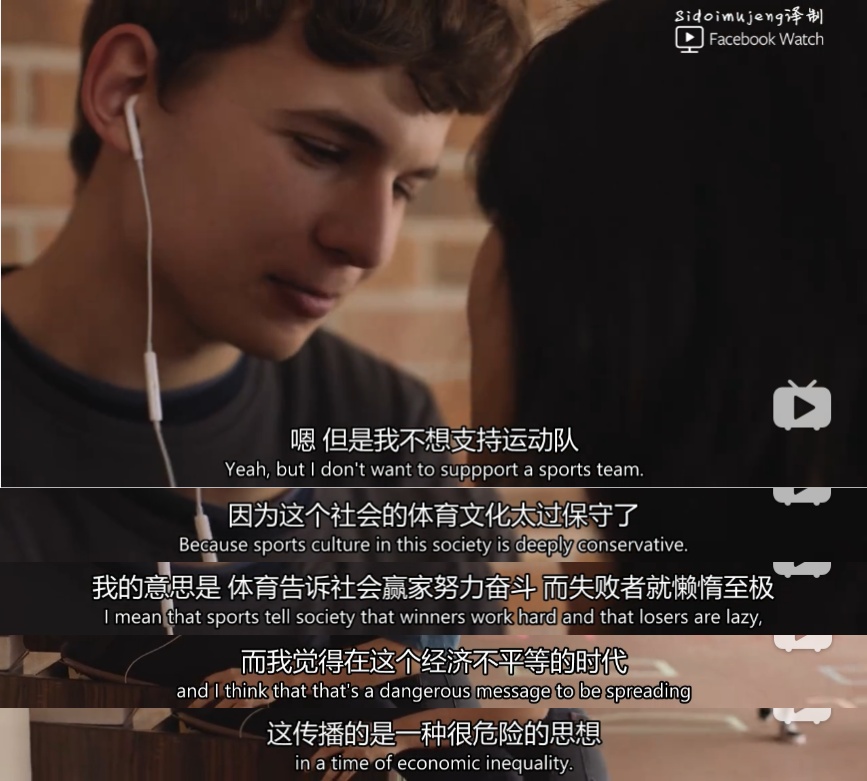 Sidoimujeng译制
Facebook Watch
嗯 但是我不想支持运动队
Yeah, but I don't want to suppport a sports team.
因为这个社会的体育文化太过保守了
Because sports culture in this society is deeply conservative.
我的意思是 体育告诉社会赢家努力奋斗 而失败者就懒惰至极
I mean that sports tell society that winners work hard and that losers are lazy,
而我觉得在这个经济不平等的时代
and I think that that's a dangerous message to be spreading
这传播的是一种很危险的思想
in a time of economic inequality.